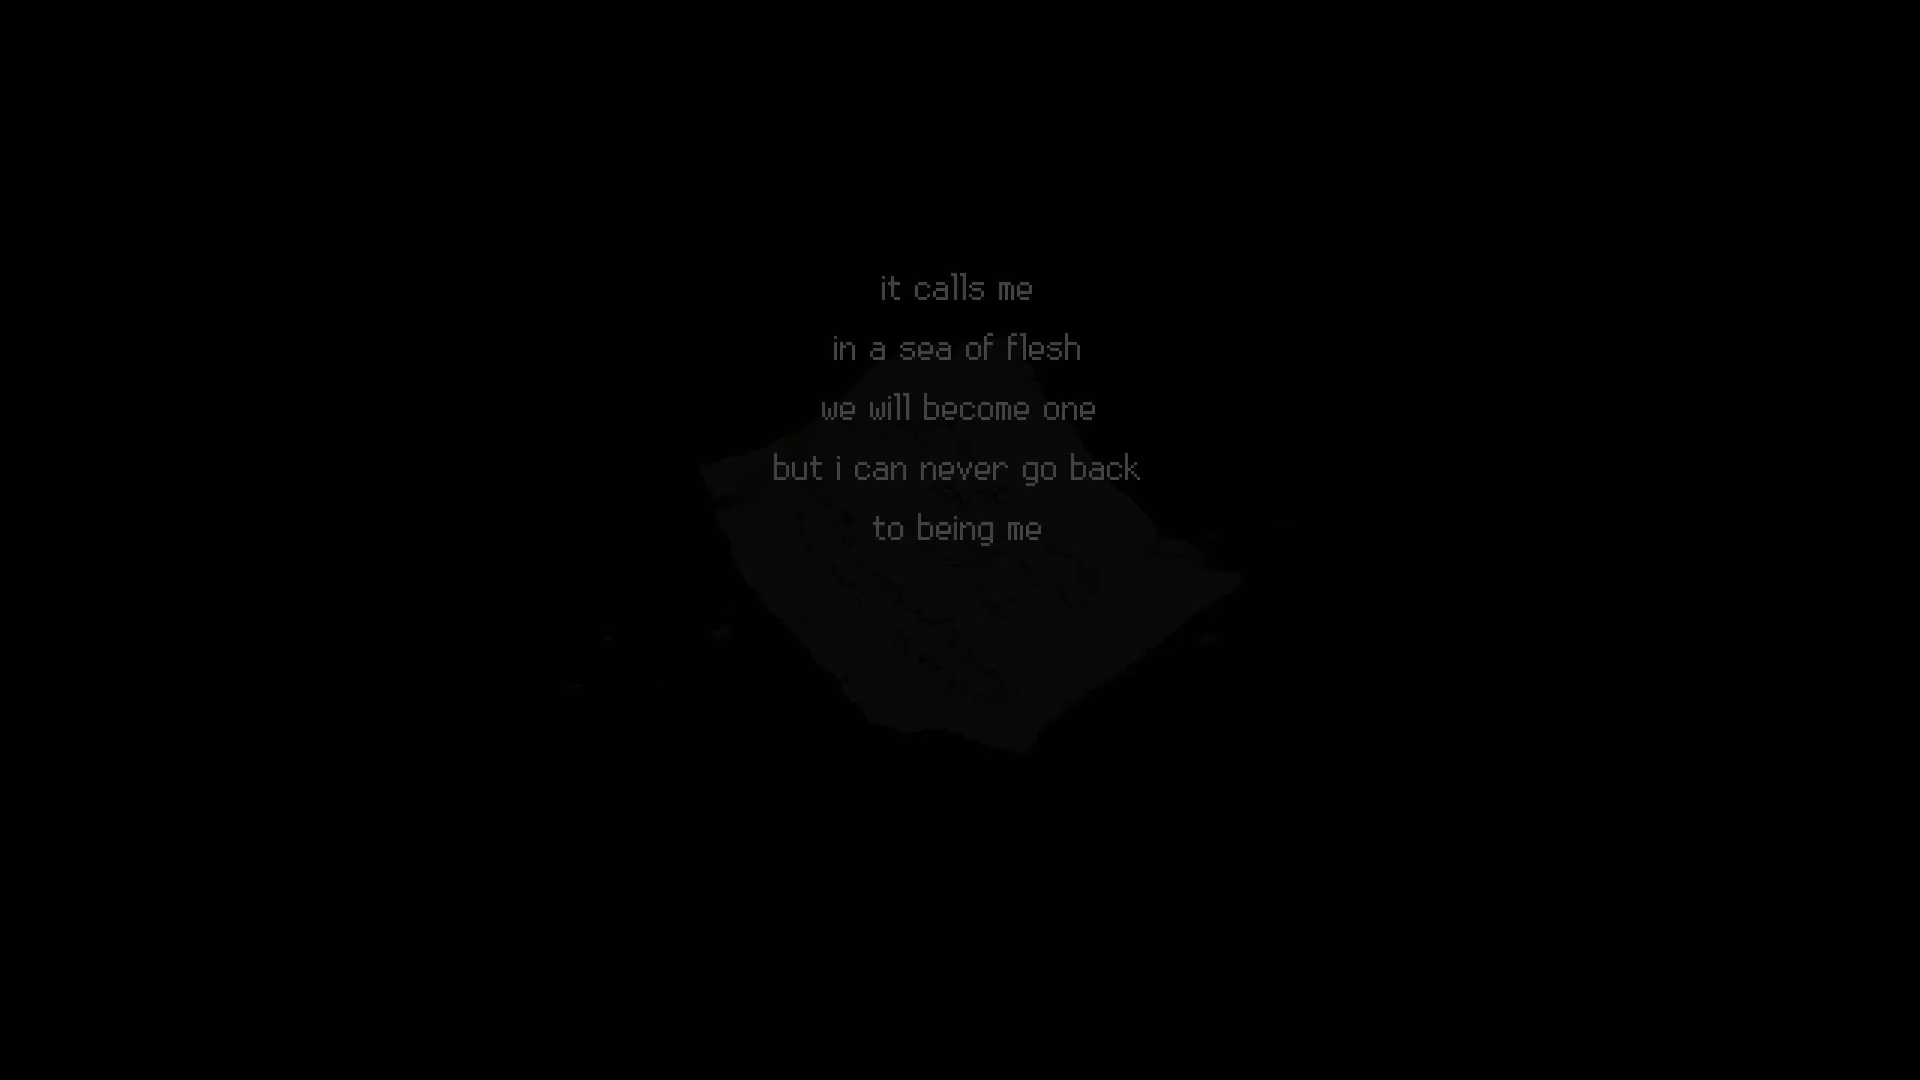 it calls me
in a sea of flesh
we will become one
but i can never go back
to being me